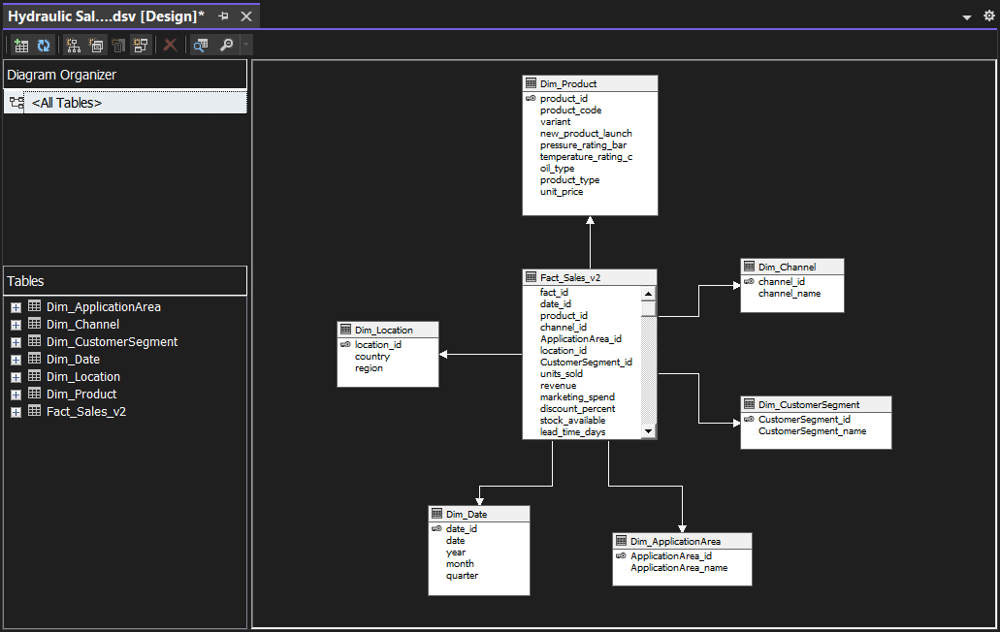 Hydraulic Sal....dsv [Design]*
Diagram Organizer
<All Tables>
Tables
Dim_ApplicationArea
Dim_Channel
Dim_CustomerSegment
Dim_Date
Dim_Location
Dim_Product
Fact_Sales_v2
Dim_Product
product_id
product_code
variant
new_product_launch
pressure_rating_bar
temperature_rating_c
oil_type
product_type
unit_price
Fact_Sales_v2
fact_id
date_id
product_id
channel_id
ApplicationArea_id
location_id
CustomerSegment_id
units_sold
revenue
marketing_spend
discount_percent
stock_available
lead_time_days
Dim_Channel
channel_id
channel_name
Dim_Location
location_id
country
region
Dim_CustomerSegment
CustomerSegment_id
CustomerSegment_name
Dim_Date
date_id
date
year
month
quarter
Dim_ApplicationArea
ApplicationArea_id
ApplicationArea_name